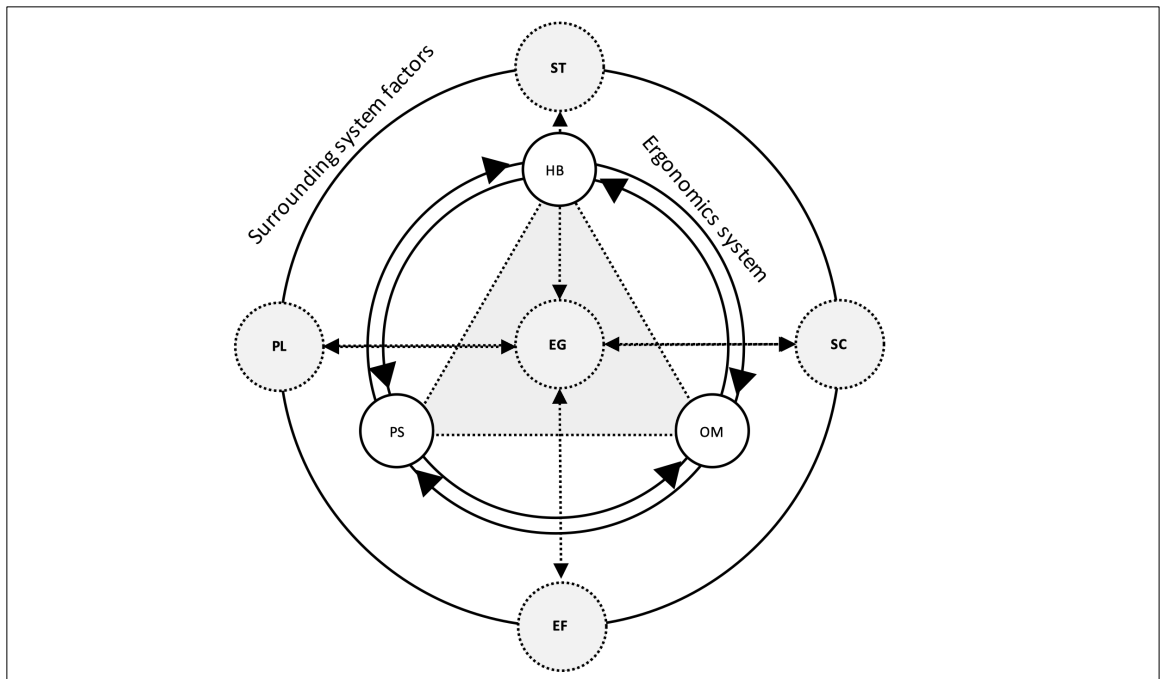 ST
Surrounding system factors
Ergonomics system
HB
PL
EG
SC
PS
OM
EF